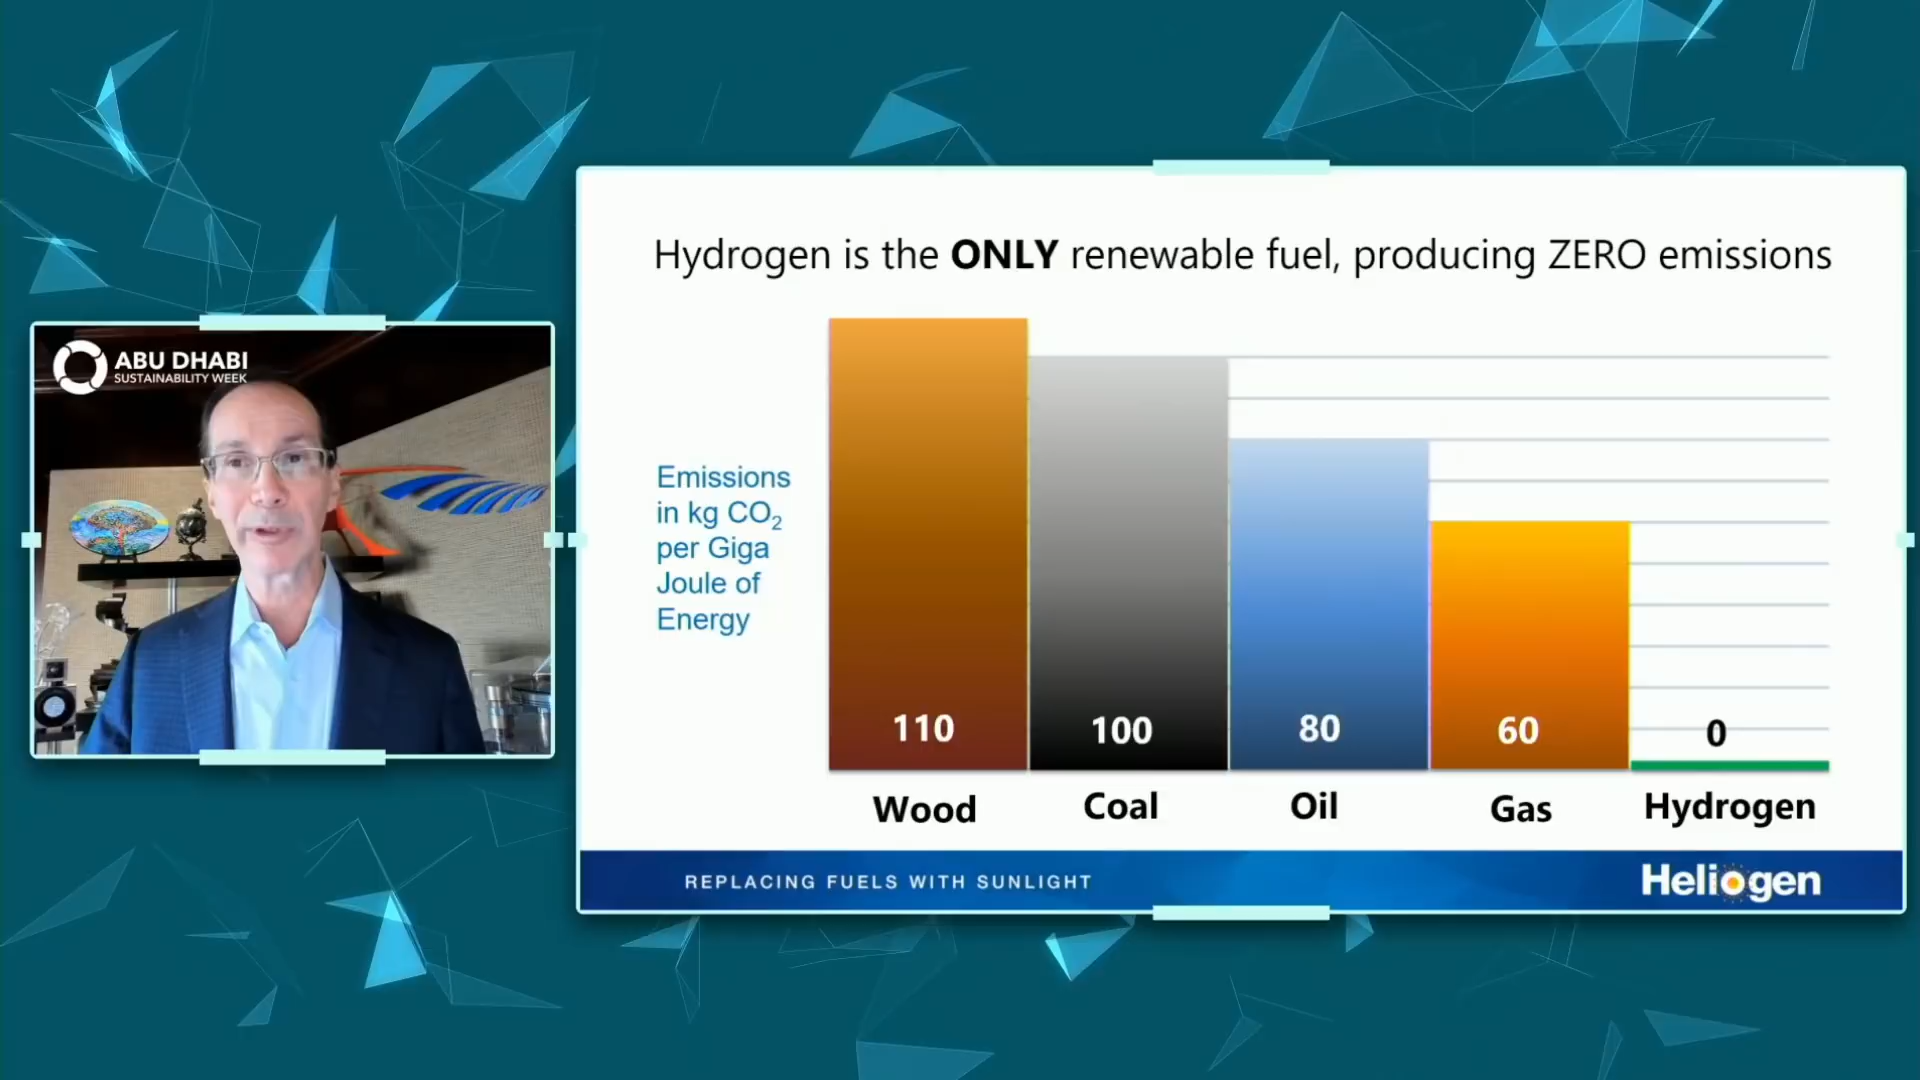 ABU DHABI
SUSTAINABILITY WEEK
Hydrogen is the ONLY renewable fuel, producing ZERO emissions
Emissions
in kg CO₂
per Giga
Joule of
Energy
110
100
80
60
0
Wood
Coal
Oil
Gas
Hydrogen
REPLACING FUELS WITH SUNLIGHT
Heliogen